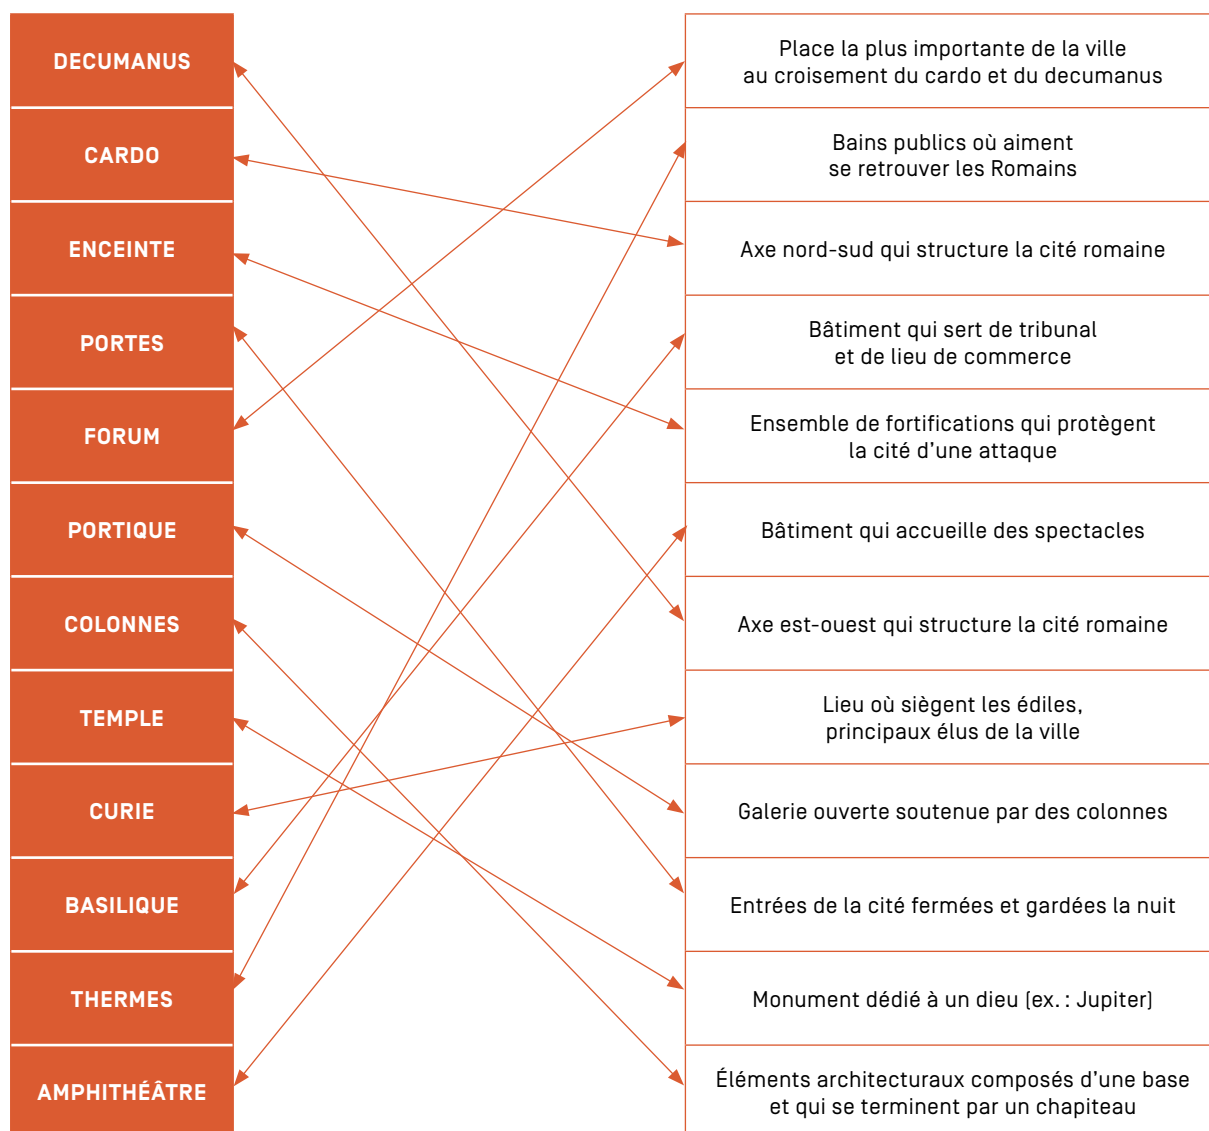 DECUMANUS
CARDO
ENCEINTE
PORTES
FORUM
PORTIQUE
COLONNES
TEMPLE
CURIE
BASILIQUE
THERMES
AMPHITHÉÂTRE
Place la plus importante de la ville
au croisement du cardo et du decumanus
Bains publics où aiment
se retrouver les Romains
Axe nord-sud qui structure la cité romaine
Bâtiment qui sert de tribunal
et de lieu de commerce
Ensemble de fortifications qui protègent
la cité d’une attaque
Bâtiment qui accueille des spectacles
Axe est-ouest qui structure la cité romaine
Lieu où siègent les édiles,
principaux élus de la ville
Galerie ouverte soutenue par des colonnes
Entrées de la cité fermées et gardées la nuit
Monument dédié à un dieu (ex. : Jupiter)
Éléments architecturaux composés d’une base
et qui se terminent par un chapiteau